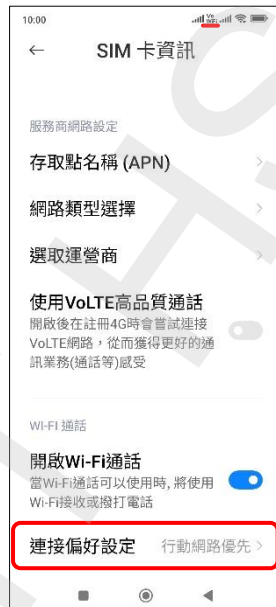 10:00
Vo WiFi
SIM 卡資訊
服務商網路設定
存取點名稱 (APN)
網路類型選擇
選取運營商
使用VoLTE高品質通話
開啟後在註冊4G時會嘗試連接
VoLTE網路，從而獲得更好的通
訊業務(通話等)感受
WI-FI 通話
開啟Wi-Fi通話
當Wi-Fi通話可以使用時, 將使用
Wi-Fi接收或撥打電話
連接偏好設定 行動網路優先